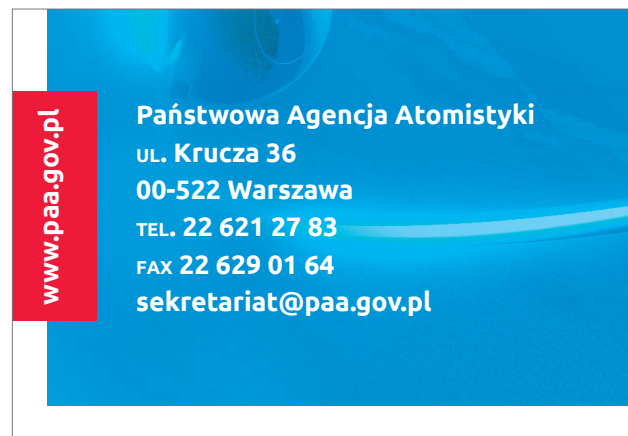 www.paa.gov.pl
Państwowa Agencja Atomistyki
UL. Krucza 36
00-522 Warszawa
TEL. 22 621 27 83
FAX 22 629 01 64
sekretariat@paa.gov.pl